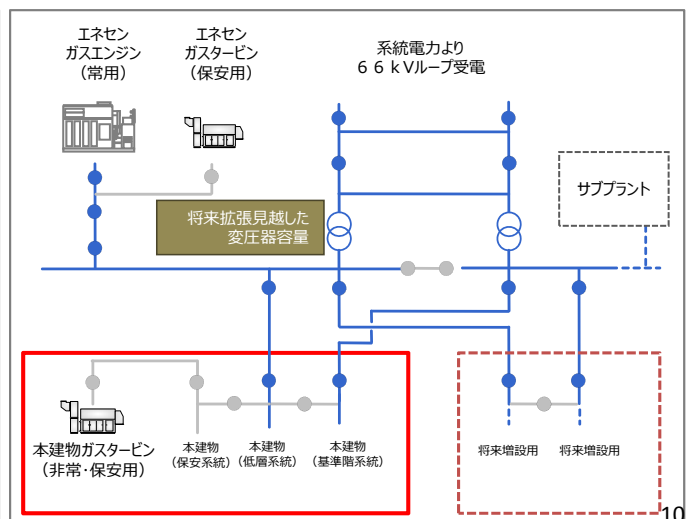 エネセン
ガスエンジン
（常用）
エネセン
ガスタービン
（保安用）
系統電力より
６６kVループ受電
サブプラント
将来拡張見越した
変圧器容量
本建物ガスタービン
（非常･保安用）
本建物
（保安系統）
本建物
（低層系統）
本建物
（基準階系統）
将来増設用
将来増設用
10